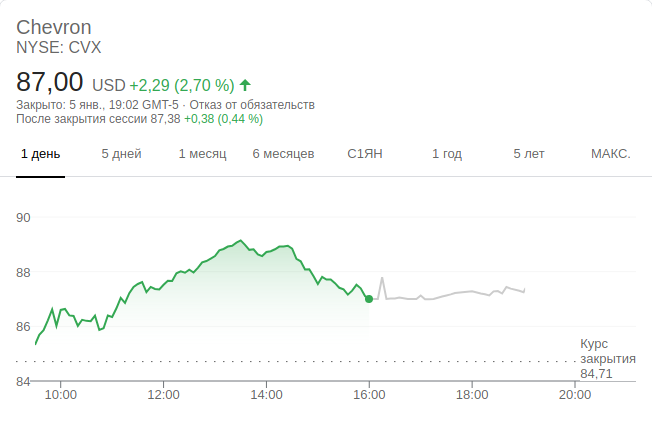 Chevron
NYSE: CVX
87,00 USD +2,29 (2,70 %)
Закрыто: 5 янв., 19:02 GMT-5 · Отказ от обязательств
После закрытия сессии 87,38 +0,38 (0,44 %)
1 день 5 дней 1 месяц 6 месяцев С1ЯН 1 год 5 лет МАКС.
90
88
86
Курс
закрытия
84,71
84
10:00 12:00 14:00 16:00 18:00 20:00